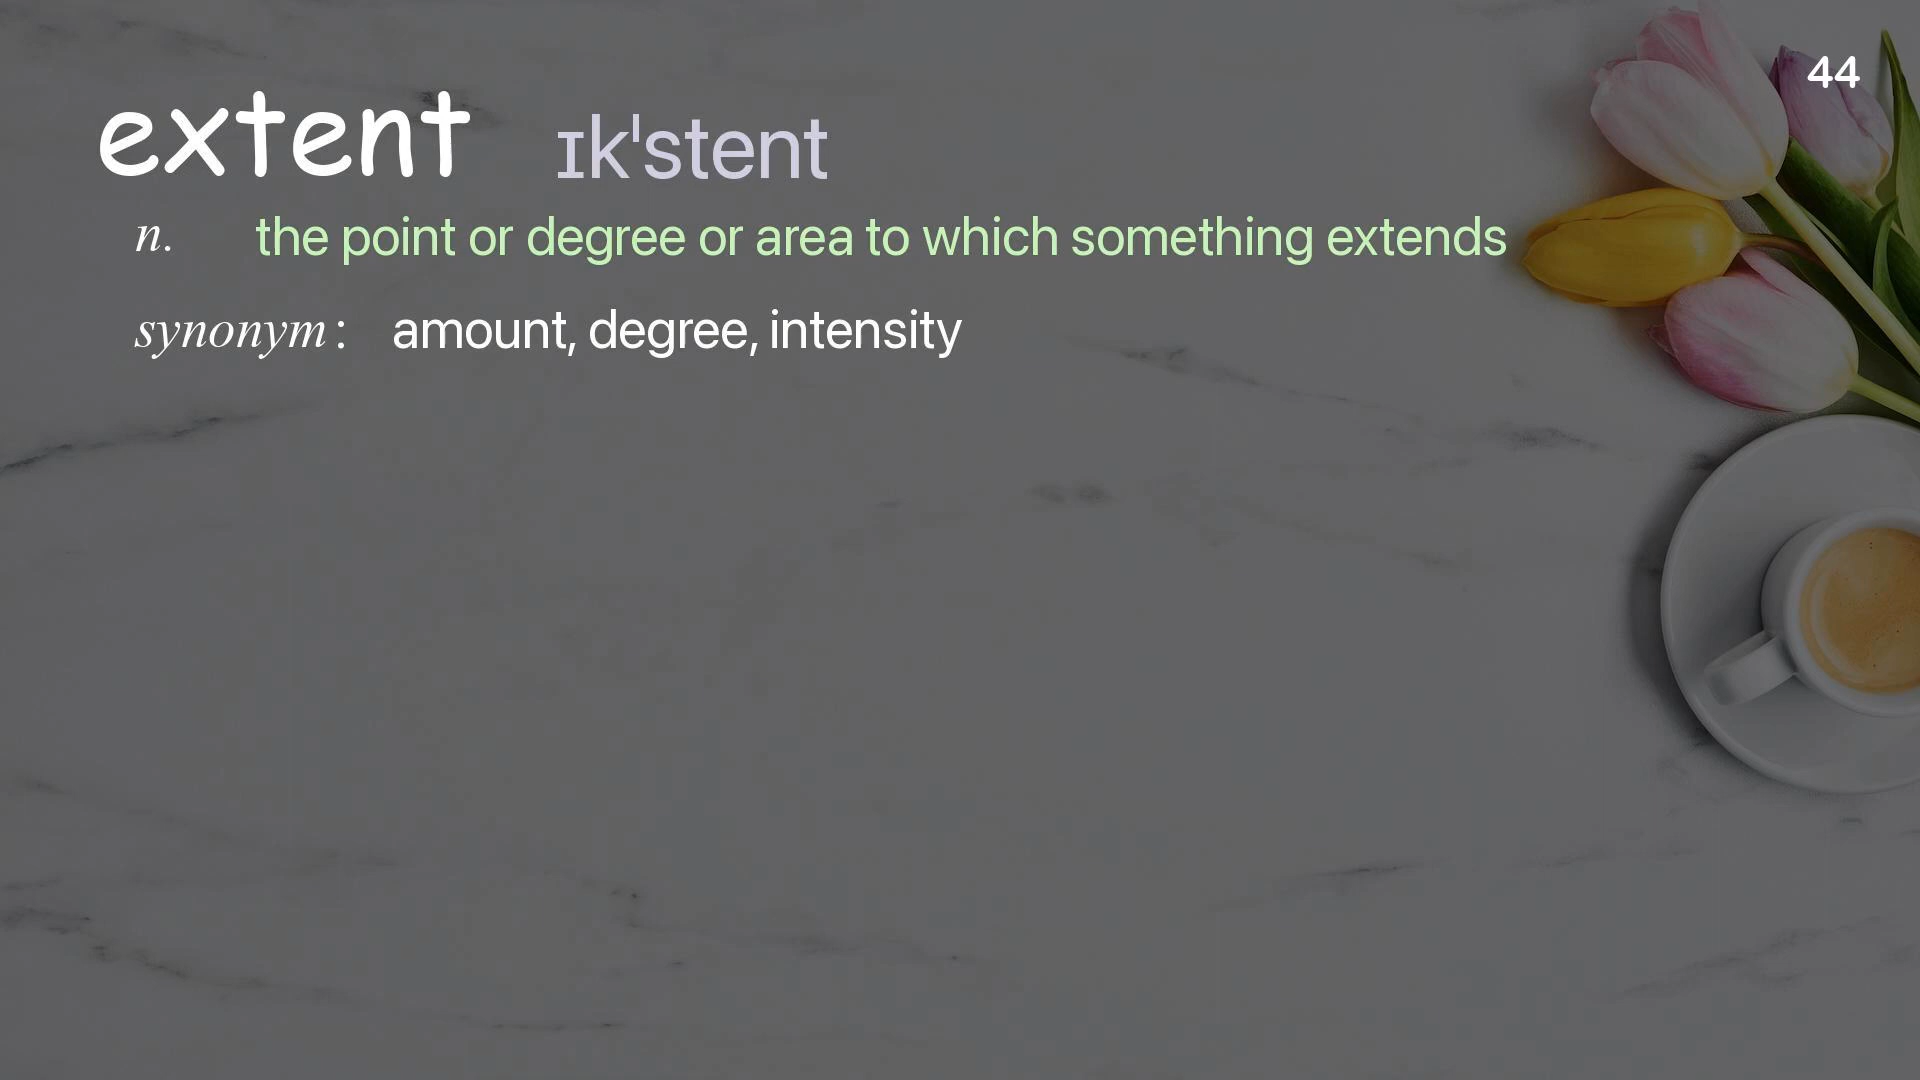 44
extent ɪkˈstent
n. the point or degree or area to which something extends
synonym: amount, degree, intensity